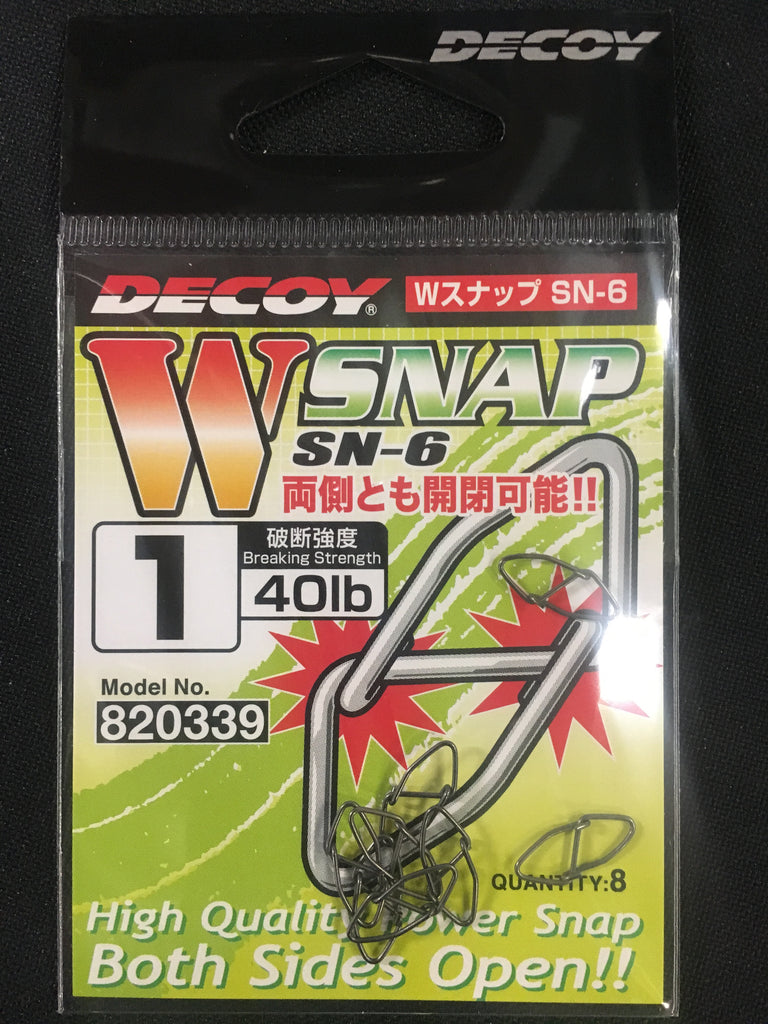 DECOY
DECOY®
Wスナップ SN-6
W SNAP
SN-6
両側とも開閉可能!!
1
破断強度
Breaking Strength
40lb
Model No.
820339
QUANTITY:8
High Quality Power Snap
Both Sides Open!!